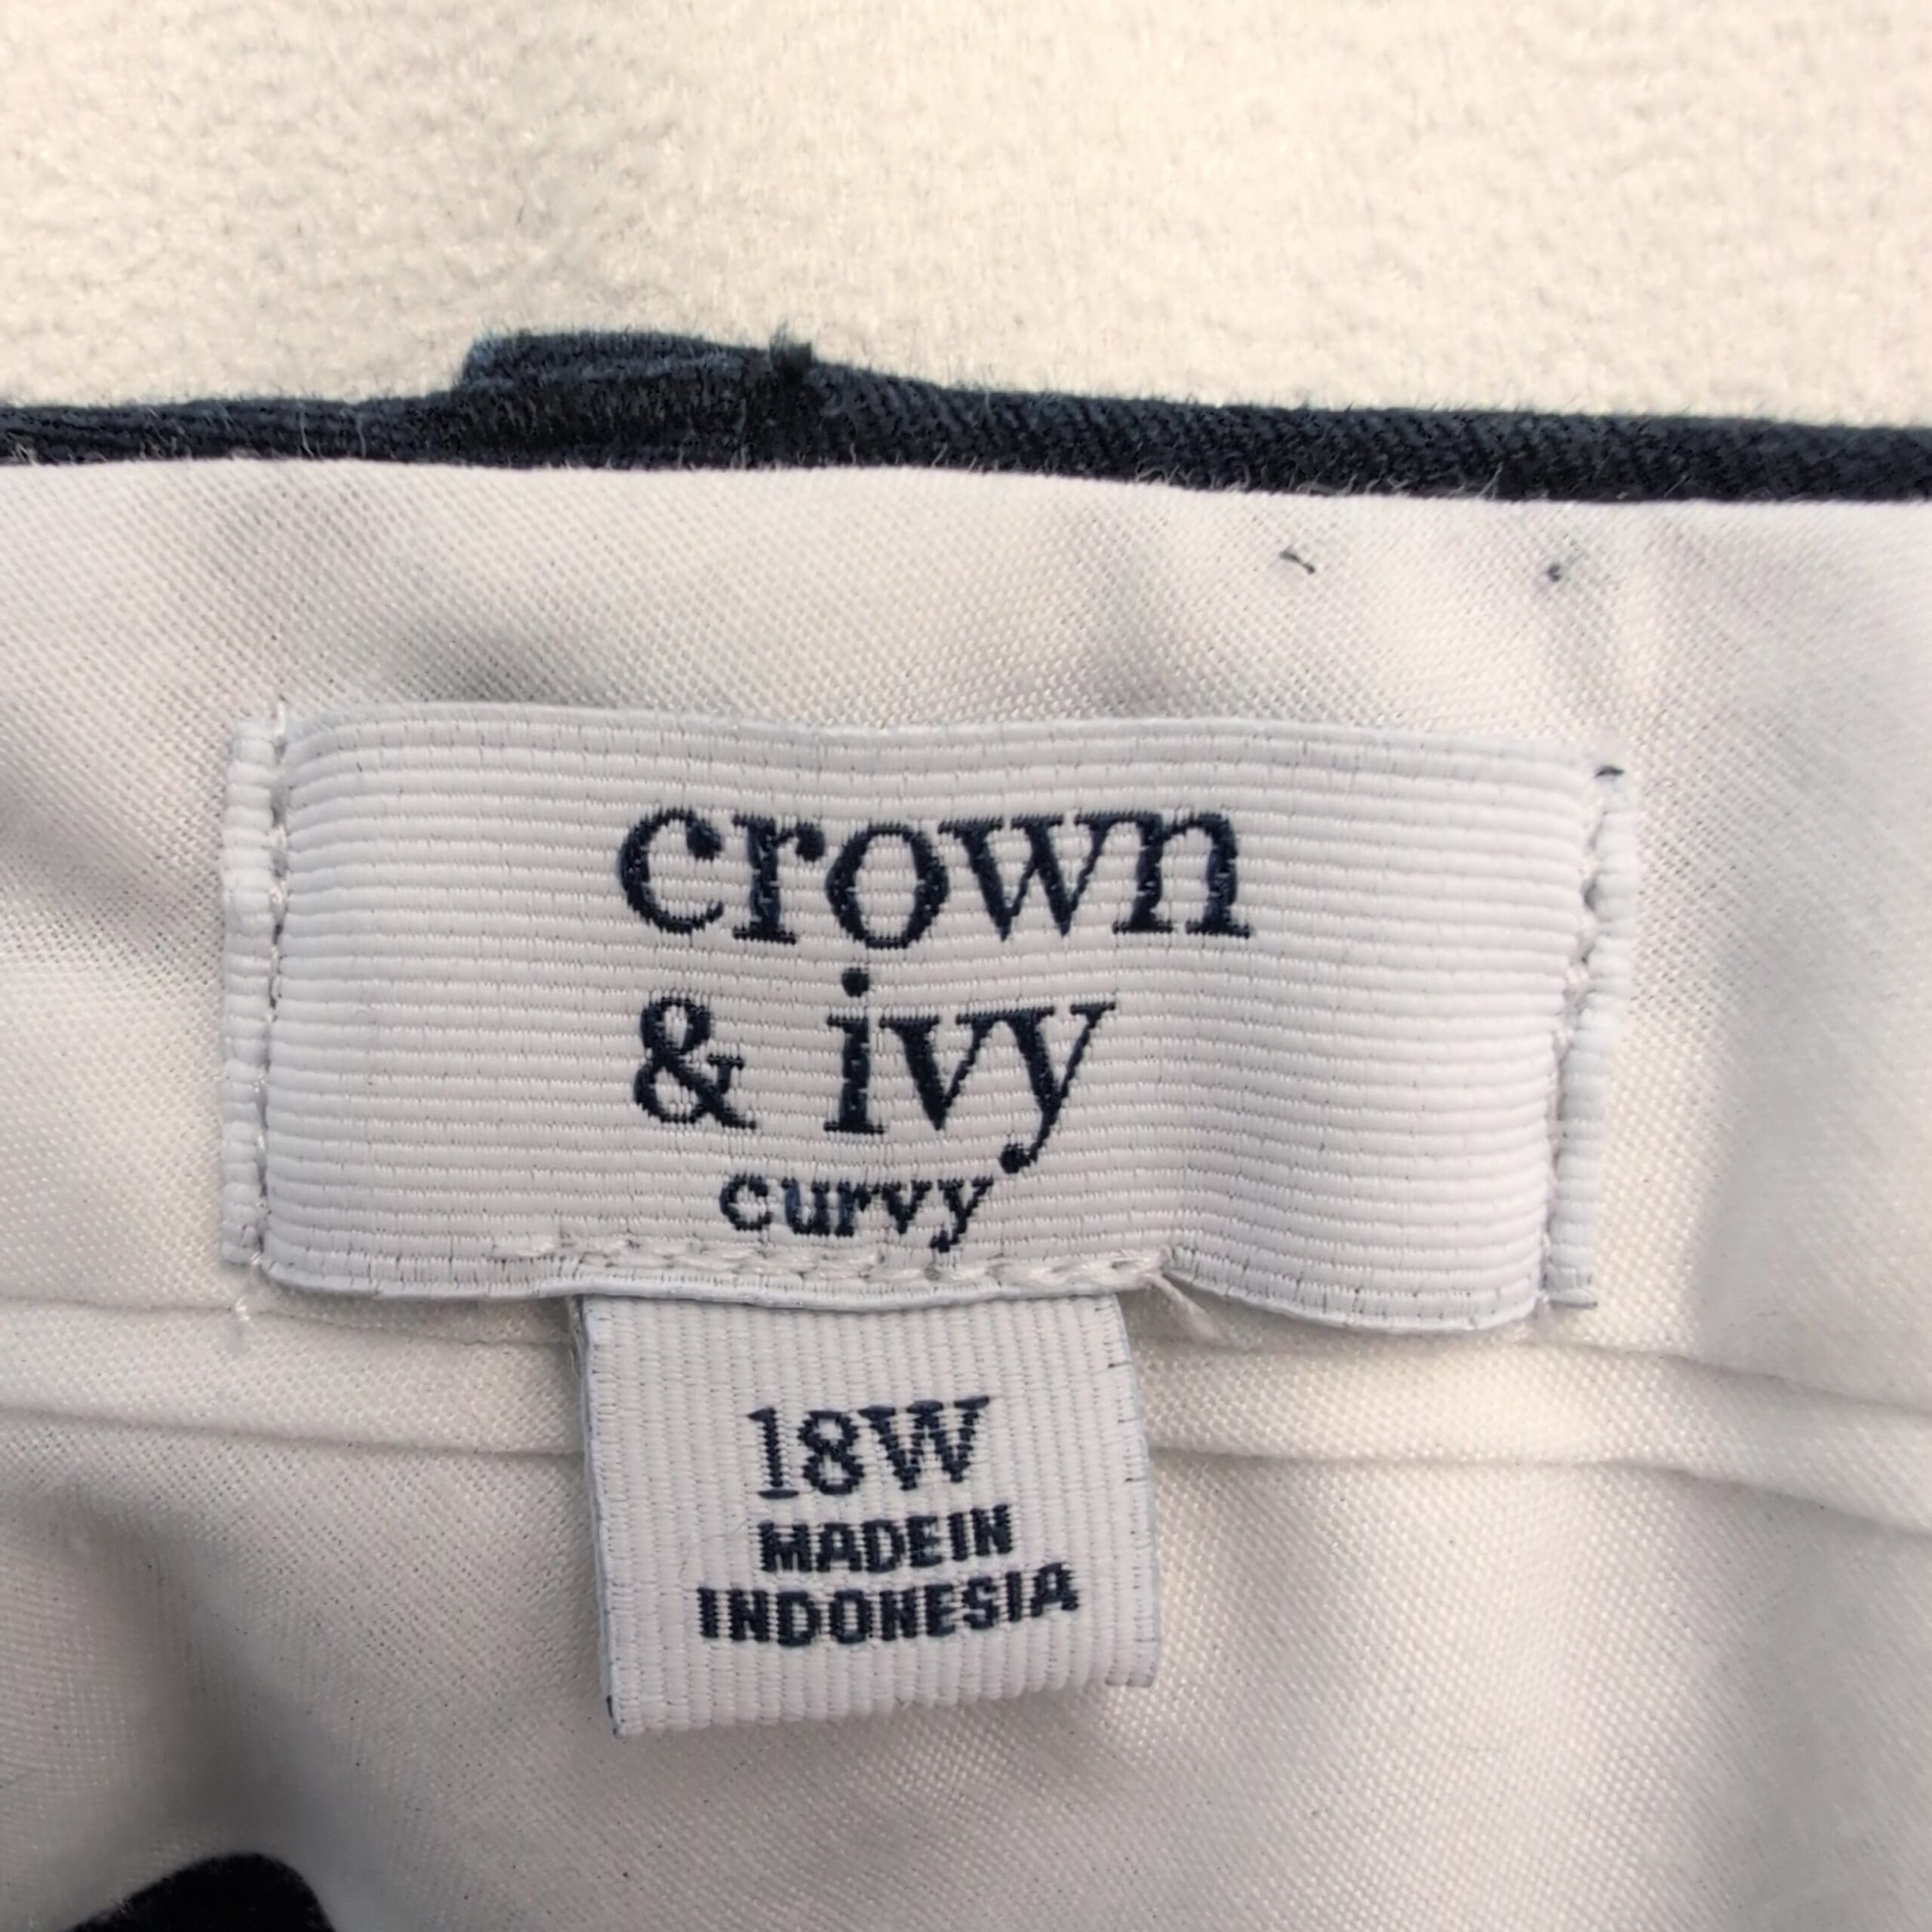 crown
& ivy
curvy
18W
MADE IN
INDONESIA